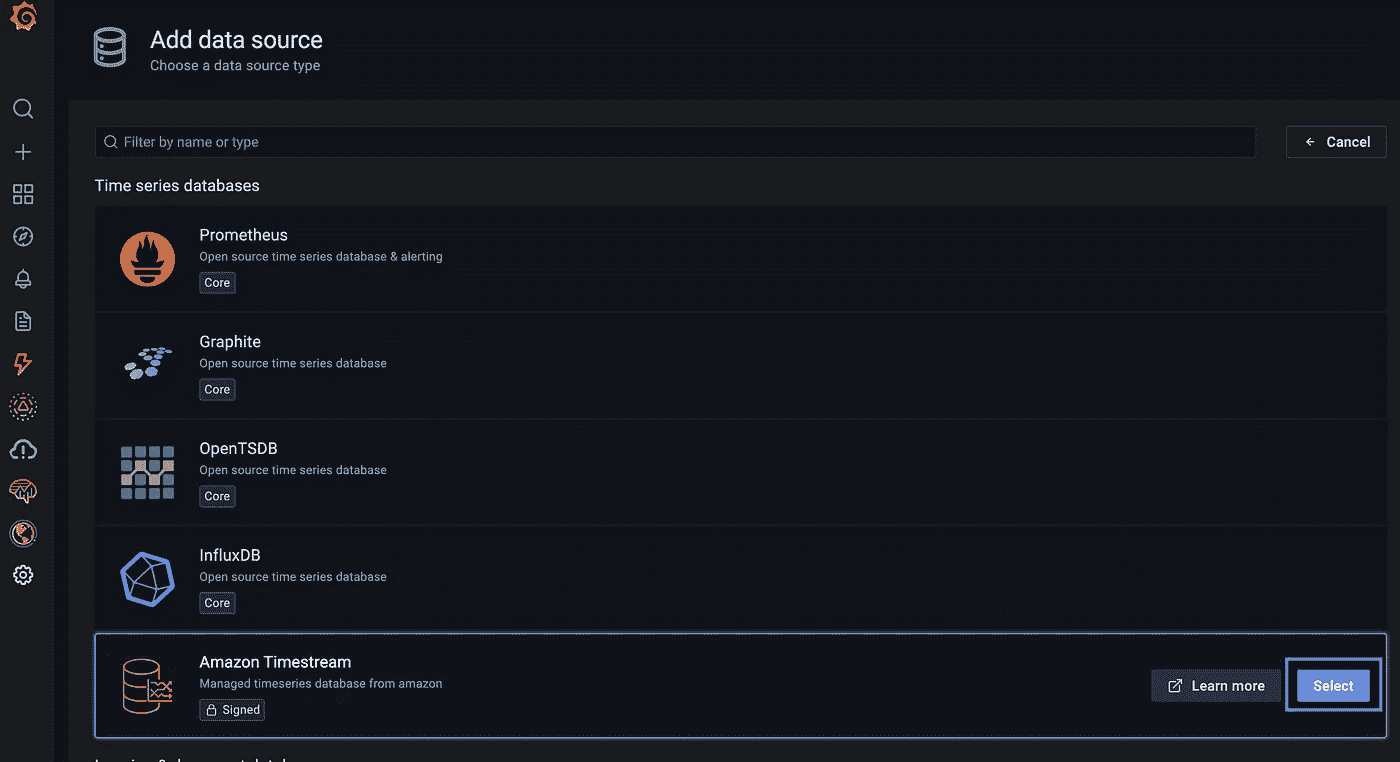 Add data source
Choose a data source type
Filter by name or type
Cancel
Time series databases
Prometheus
Open source time series database & alerting
Core
Graphite
Open source time series database
Core
OpenTSDB
Open source time series database
Core
InfluxDB
Open source time series database
Core
Amazon Timestream
Managed timeseries database from amazon
Learn more
Select
Signed